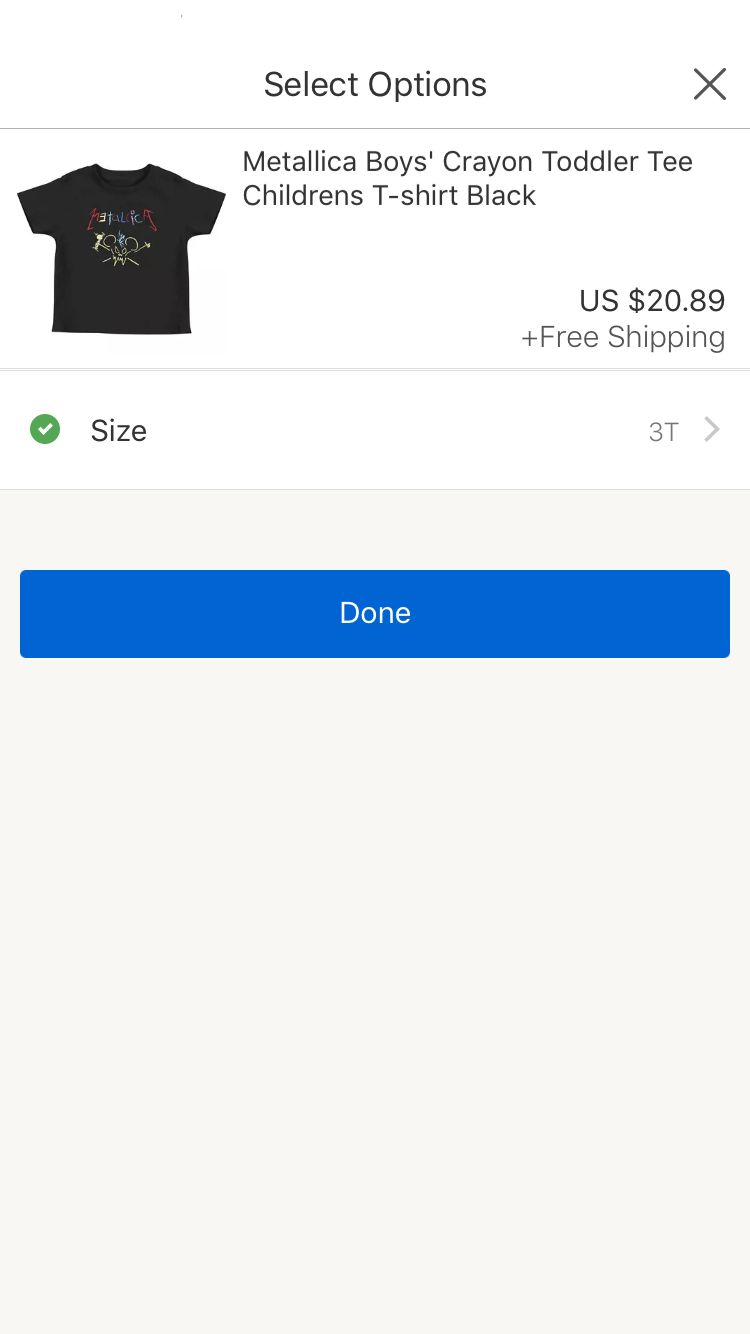 Select Options
Metallica Boys' Crayon Toddler Tee
Childrens T-shirt Black
MetaLLicA
US $20.89
+Free Shipping
Size
3T
Done